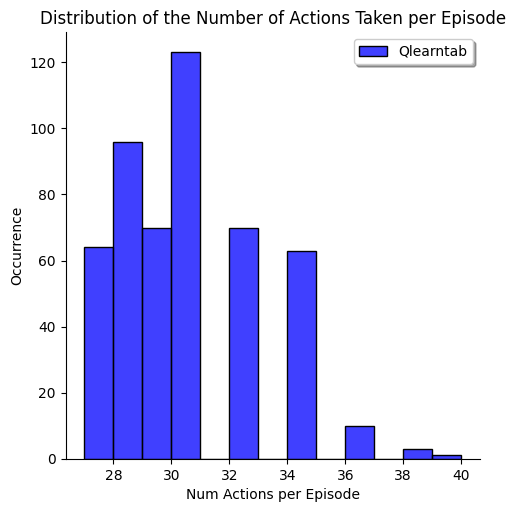 Distribution of the Number of Actions Taken per Episode
Qlearntab
120
100
80
60
40
20
0
Occurrence
28 30 32 34 36 38 40
Num Actions per Episode